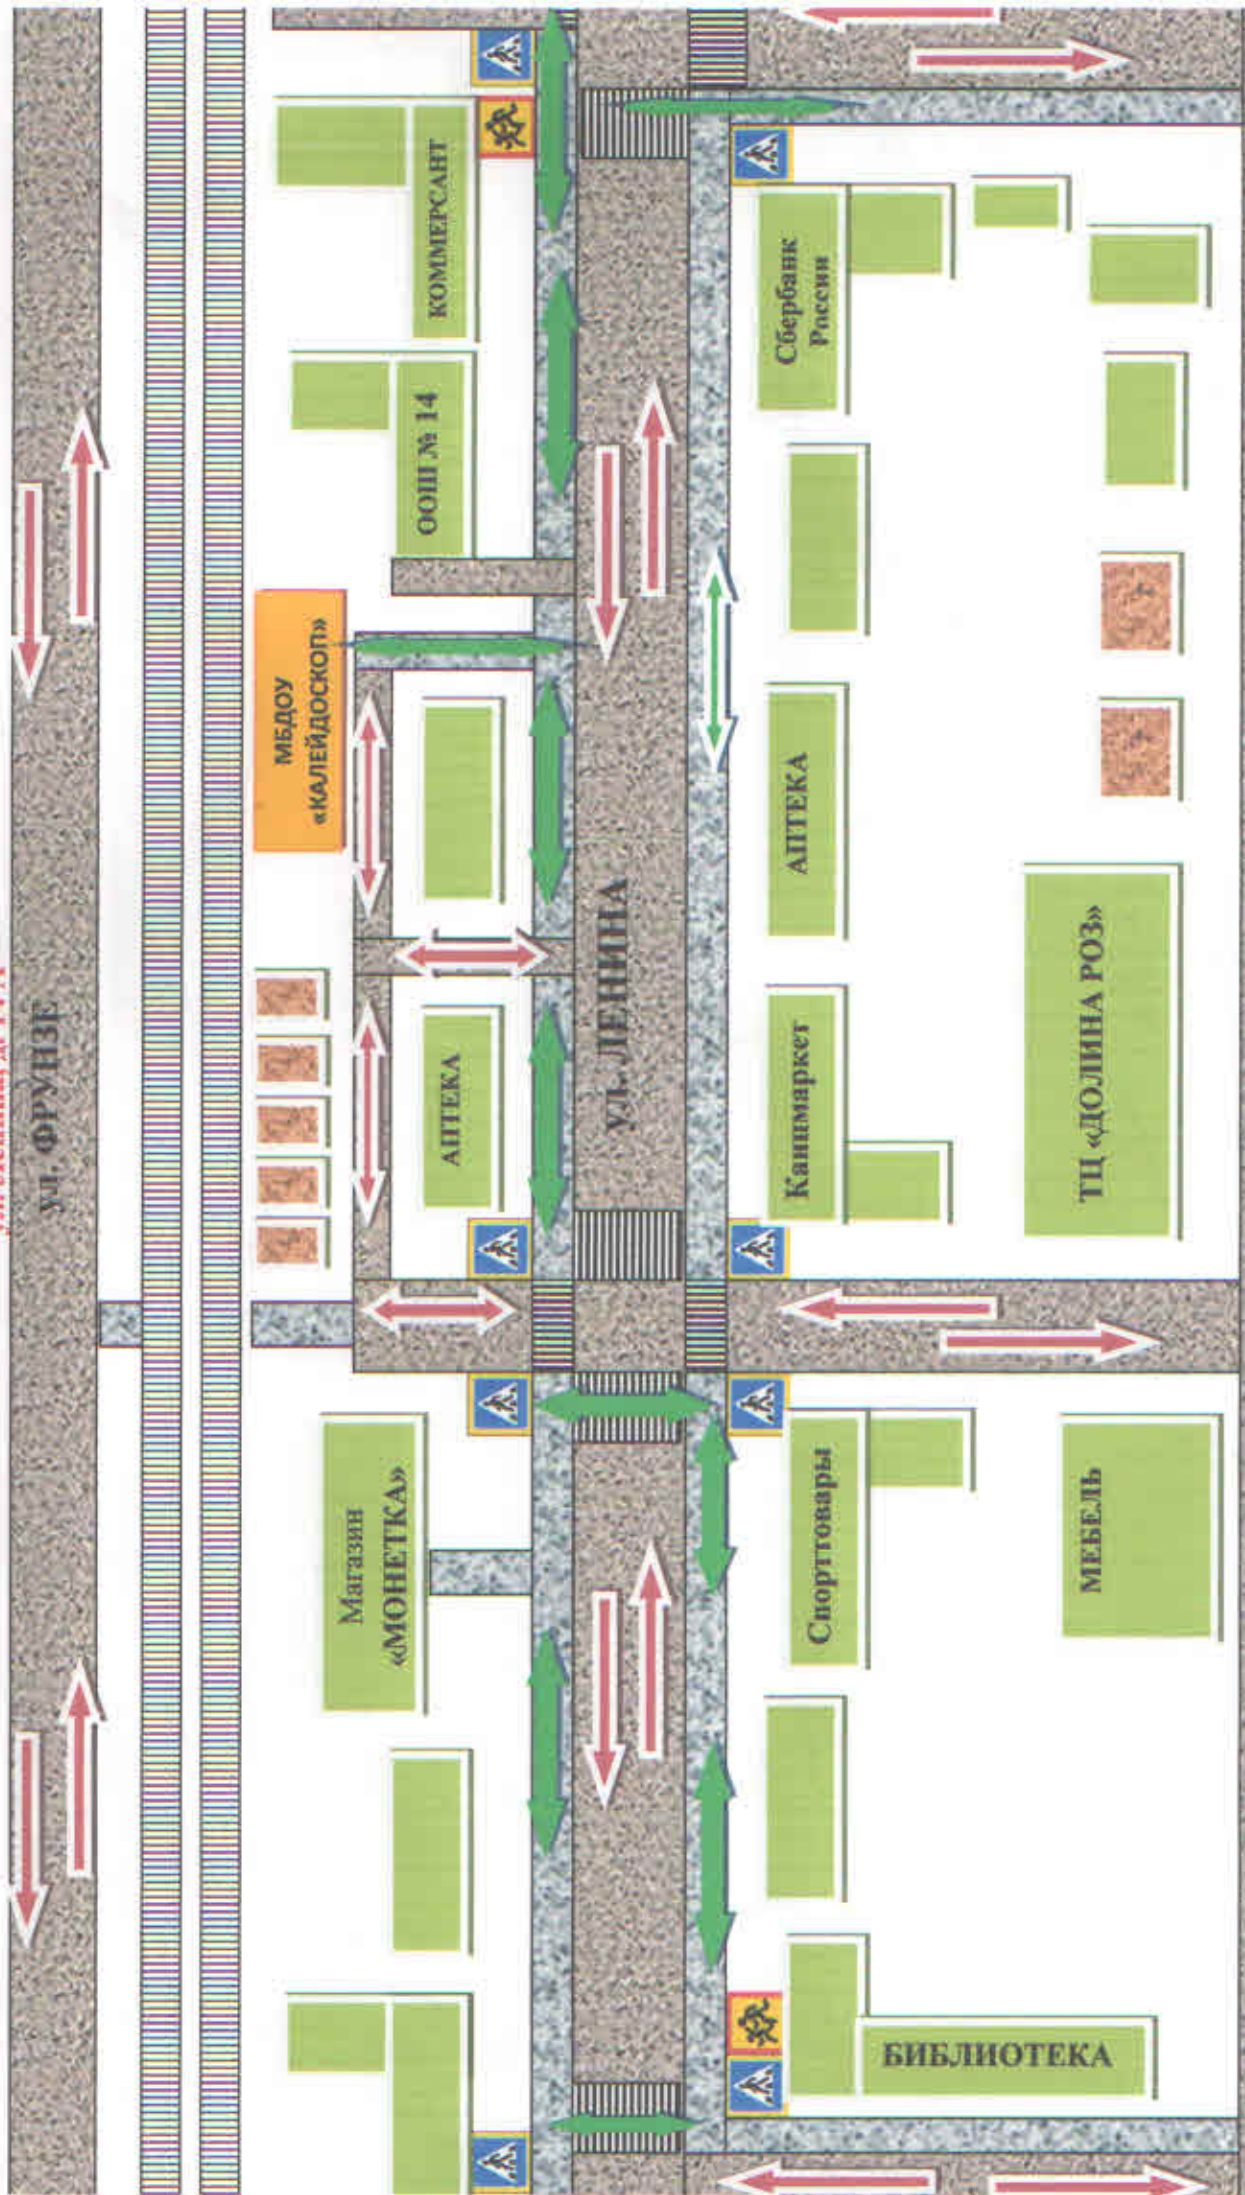 ул. ФРУНЗЕ
МБДОУ
«КАЛЕЙДОСКОП»
Магазин
«МОНЕТКА»
АПТЕКА
ООШ № 14
КОММЕРСАНТ
ул. ЛЕНИНА
Спорттовары
Канцмаркет
АПТЕКА
Сбербанк
России
БИБЛИОТЕКА
МЕБЕЛЬ
ТЦ «ДОЛИНА РОЗ»